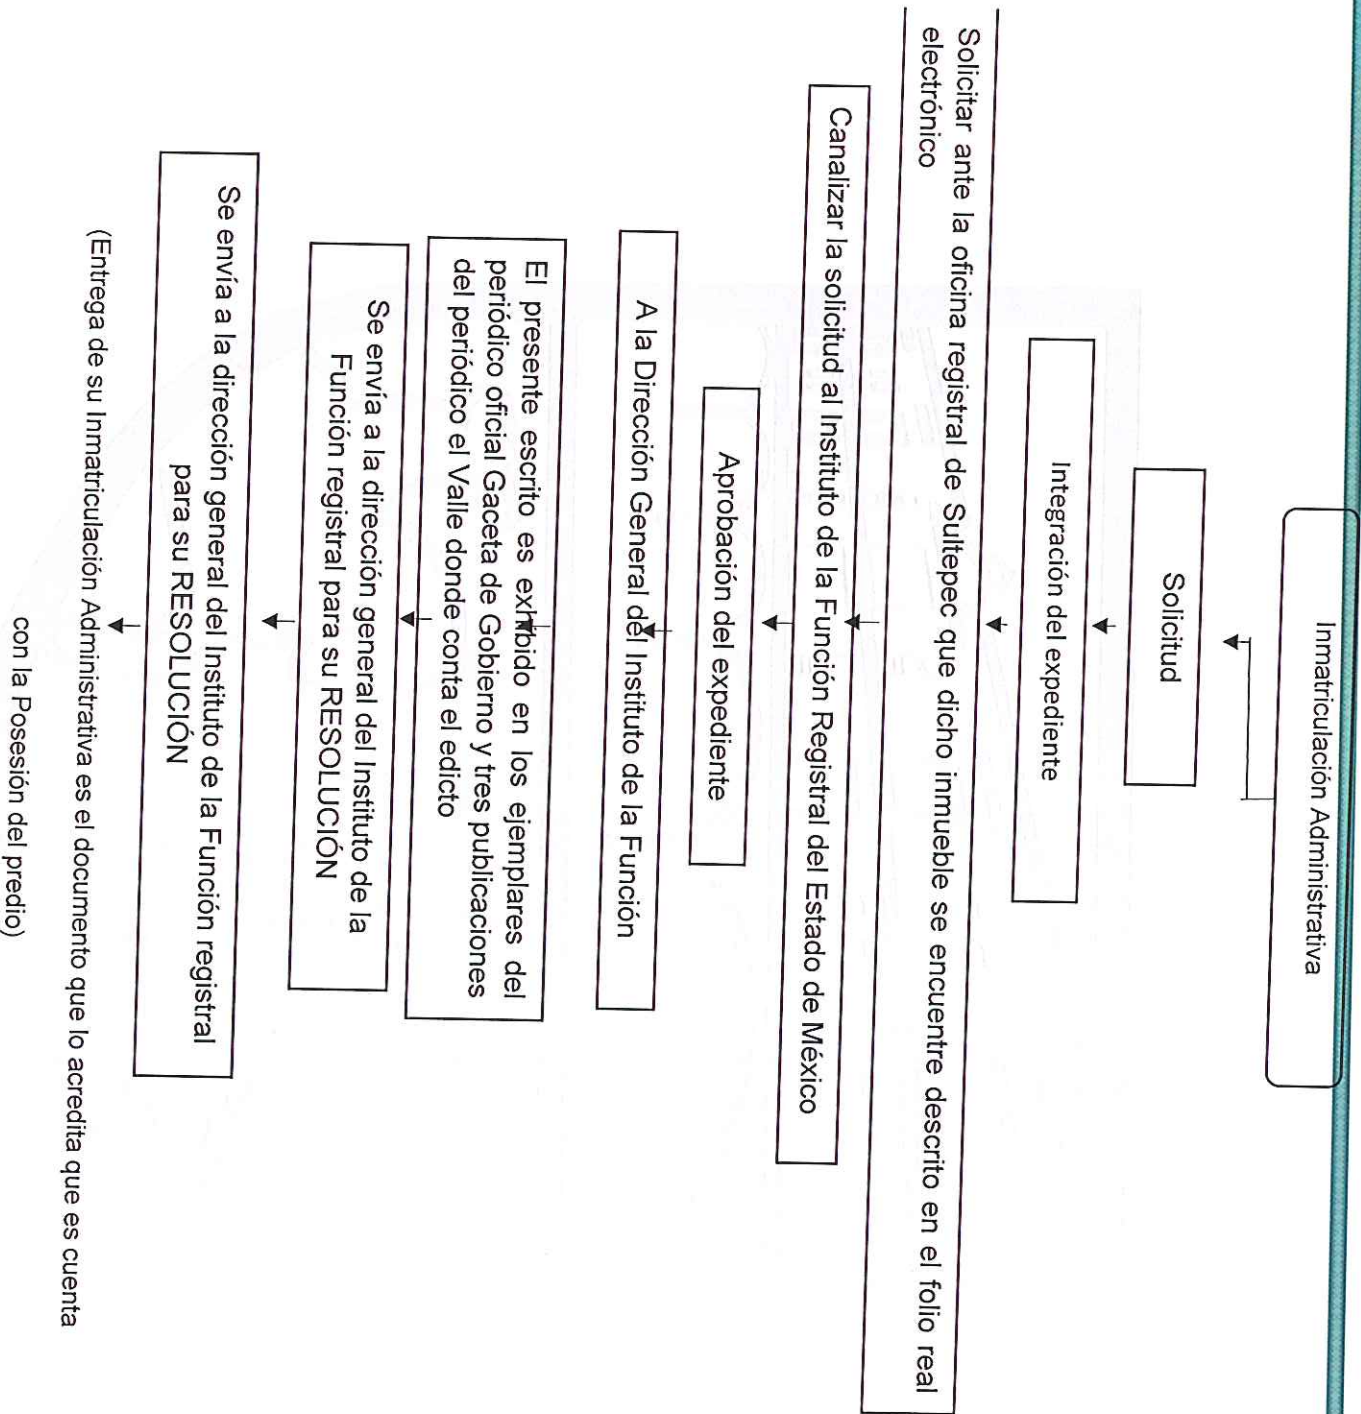 Inmatriculación Administrativa
Solicitud
Integración del expediente
Solicitar ante la oficina registral de Sultepec que dicho inmueble se encuentre descrito en el folio real
electrónico
Canalizar la solicitud al Instituto de la Función Registral del Estado de México
Aprobación del expediente
A la Dirección General del Instituto de la Función
El presente escrito es exhibido en los ejemplares del
periódico oficial Gaceta de Gobierno y tres publicaciones
del periódico el Valle donde conta el edicto
Se envía a la dirección general del Instituto de la
Función registral para su RESOLUCIÓN
Se envía a la dirección general del Instituto de la Función registral
para su RESOLUCIÓN
(Entrega de su Inmatriculación Administrativa es el documento que lo acredita que es cuenta
con la Posesión del predio)